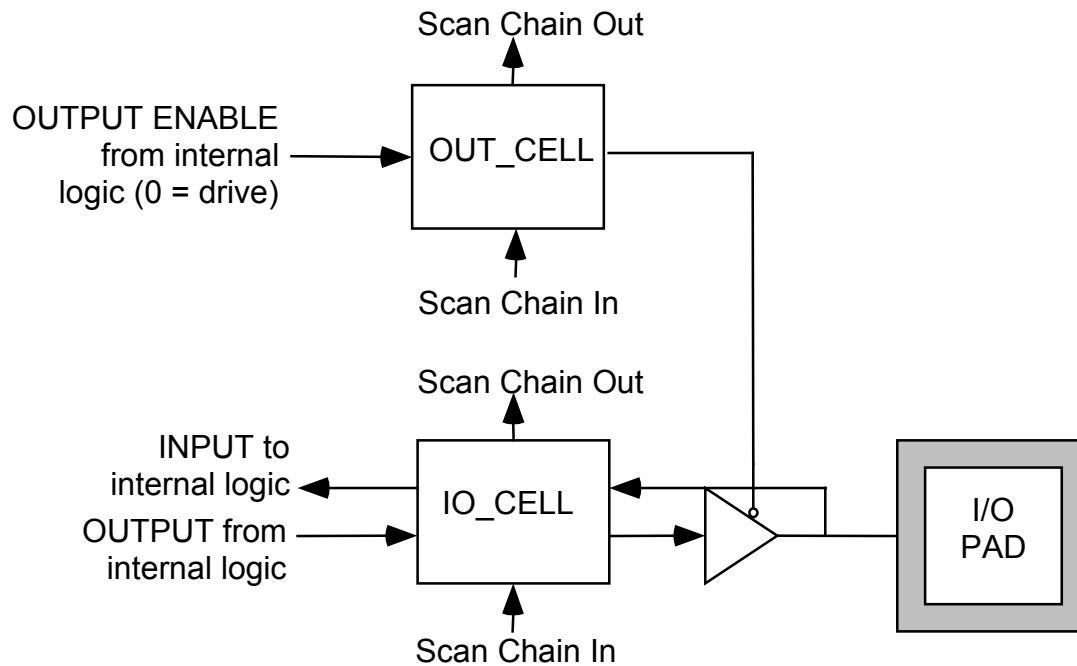 Scan Chain Out
OUTPUT ENABLE
from internal
logic (0 = drive)
OUT_CELL
Scan Chain In
Scan Chain Out
INPUT to
internal logic
OUTPUT from
internal logic
IO_CELL
I/O
PAD
Scan Chain In